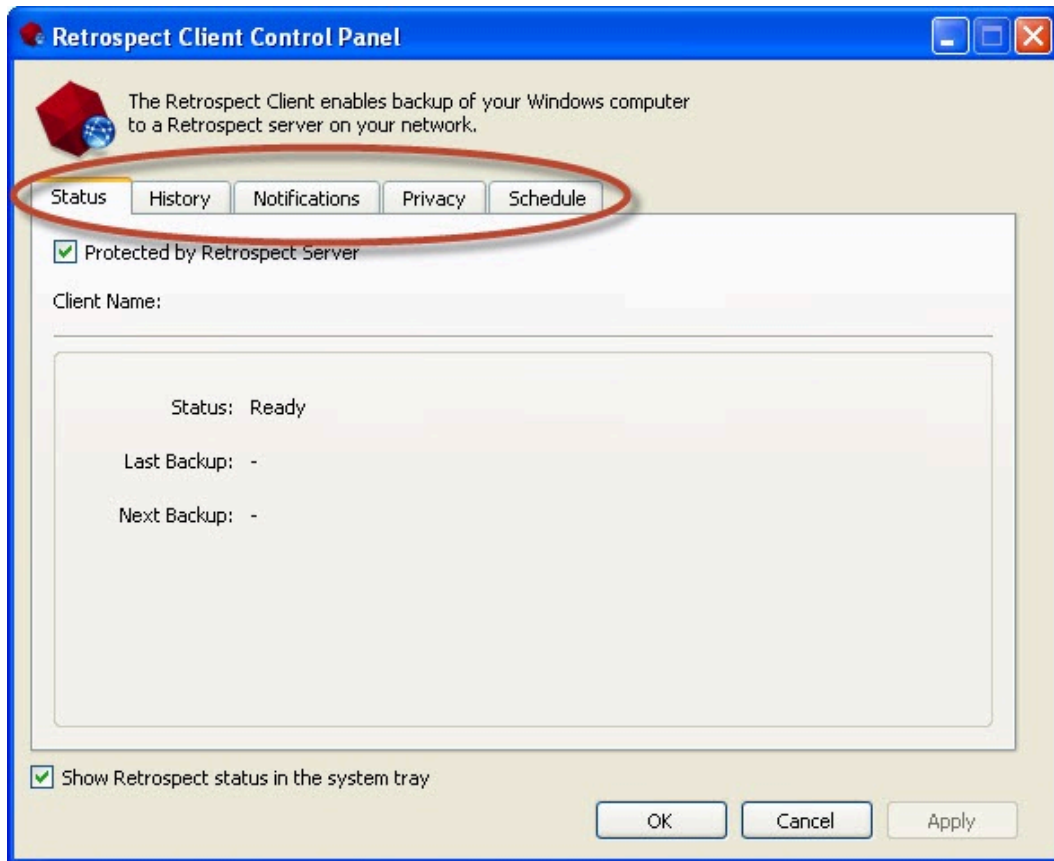 Retrospect Client Control Panel
The Retrospect Client enables backup of your Windows computer
to a Retrospect server on your network.
Status History Notifications Privacy Schedule
Protected by Retrospect Server
Client Name:
Status: Ready
Last Backup: -
Next Backup: -
Show Retrospect status in the system tray
OK Cancel Apply